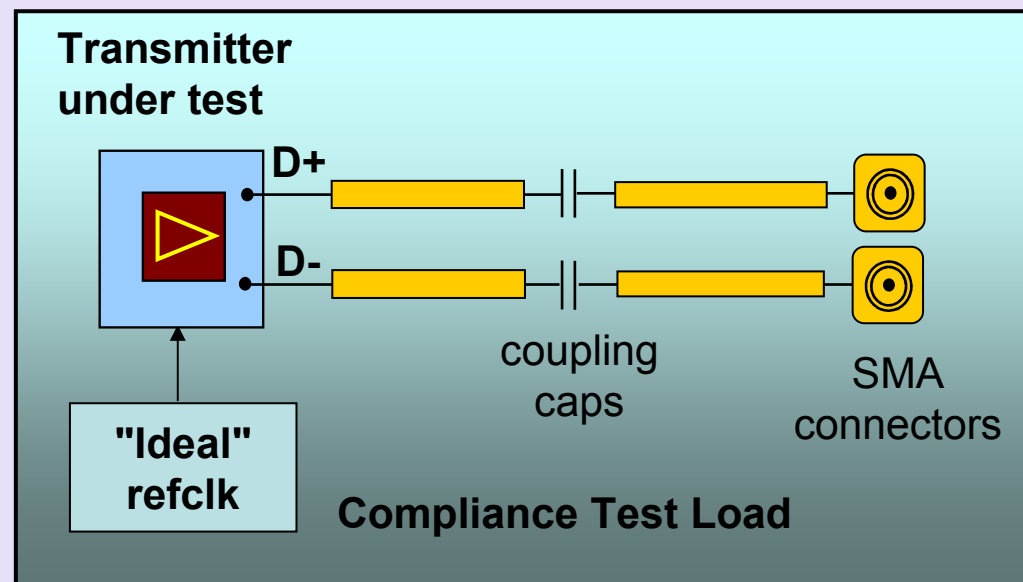 Transmitter
under test
D+
D-
coupling
caps
SMA
connectors
"Ideal"
refclk
Compliance Test Load